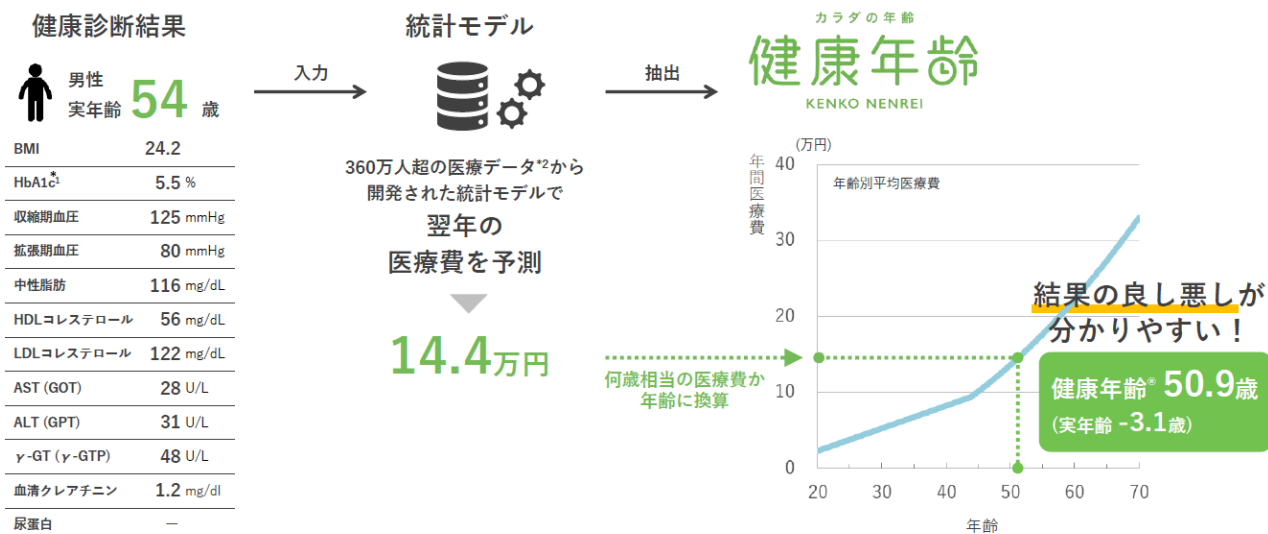 健康診断結果
男性
実年齢 54 歳
BMI 24.2
HbA1c*1 5.5 %
収縮期血圧 125 mmHg
拡張期血圧 80 mmHg
中性脂肪 116 mg/dL
HDLコレステロール 56 mg/dL
LDLコレステロール 122 mg/dL
AST (GOT) 28 U/L
ALT (GPT) 31 U/L
γ-GT (γ-GTP) 48 U/L
血清クレアチニン 1.2 mg/dl
尿蛋白 ―
入力
統計モデル
360万人超の医療データ*2から
開発された統計モデルで
翌年の
医療費を予測
14.4万円
抽出
何歳相当の医療費か
年齢に換算
カラダの年齢
健康年齢
KENKO NENREI
(万円)
年間医療費
年齢別平均医療費
40
30
20
10
0
20 30 40 50 60 70
年齢
結果の良し悪しが
分かりやすい！
健康年齢® 50.9歳
(実年齢 -3.1歳)